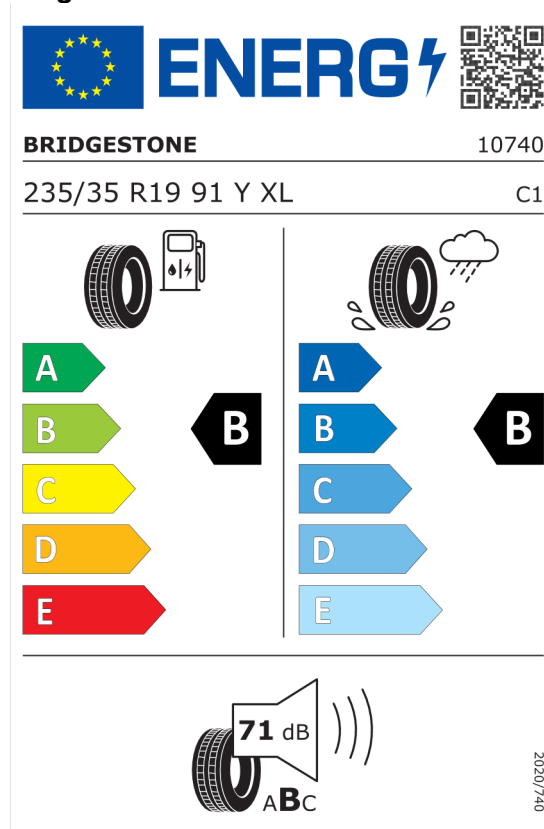 ENERG
BRIDGESTONE 10740
235/35 R19 91 Y XL C1
A A
B B B B
C C
D D
E E
71 dB
ABC
2020/740